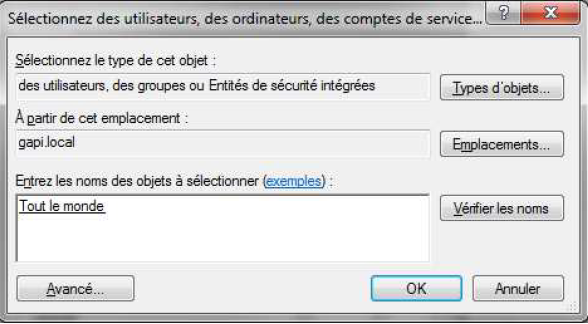 Sélectionnez des utilisateurs, des ordinateurs, des comptes de service...
Sélectionnez le type de cet objet :
des utilisateurs, des groupes ou Entités de sécurité intégrées
Types d'objets...
À partir de cet emplacement :
gapi.local
Emplacements...
Entrez les noms des objets à sélectionner (exemples) :
Tout le monde
Vérifier les noms
Avancé...
OK
Annuler